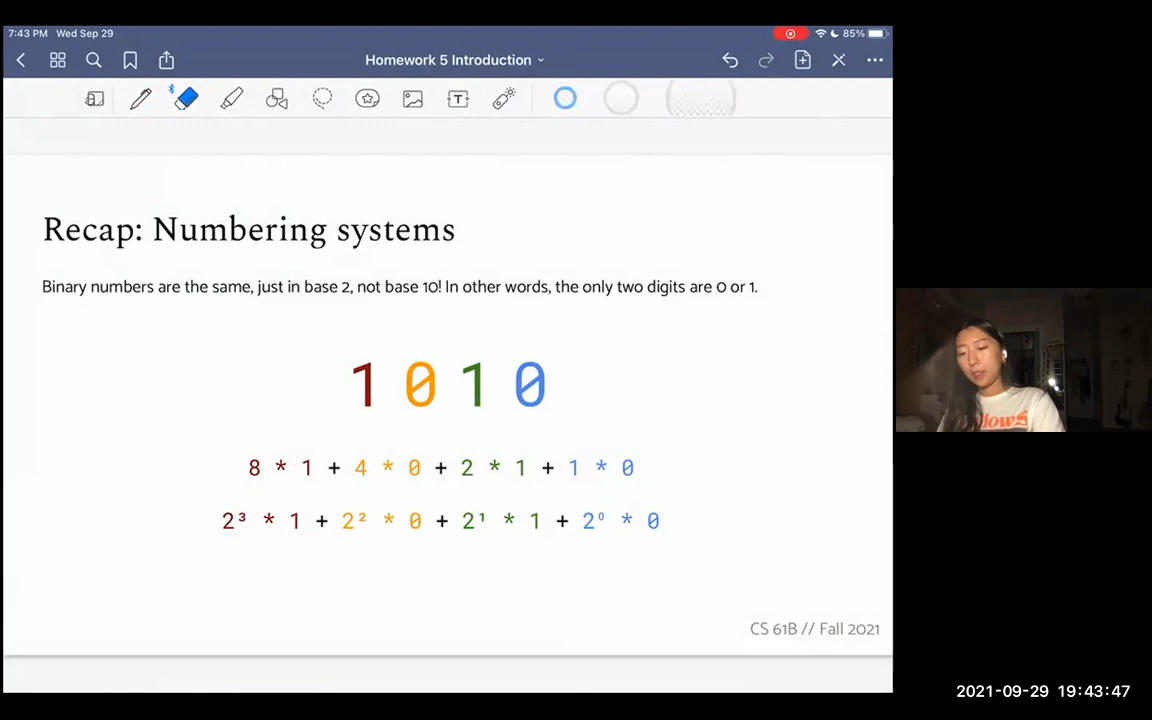 7:43 PM Wed Sep 29
85%
Homework 5 Introduction
Recap: Numbering systems
Binary numbers are the same, just in base 2, not base 10! In other words, the only two digits are 0 or 1.
1 0 1 0
8 * 1 + 4 * 0 + 2 * 1 + 1 * 0
2³ * 1 + 2² * 0 + 2¹ * 1 + 2⁰ * 0
CS 61B // Fall 2021
2021-09-29 19:43:47